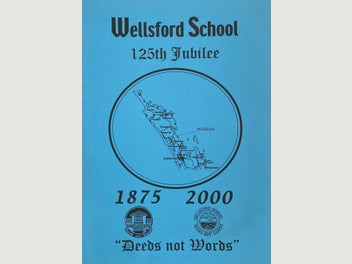 Wellsford School
125th Jubilee
Wellsford
1875 2000
"Deeds not Words"